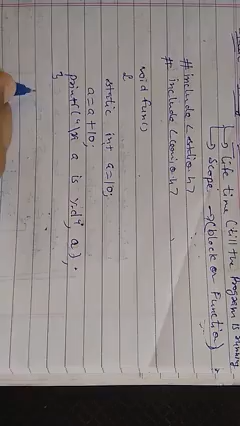 → Life time (till the Program is running
→ Scope → (block or Function)
# include <stdio.h>
# include <conio.h>
void fun()
{
static int a=10;
a=a+10;
printf("\n a is %d", a);
}